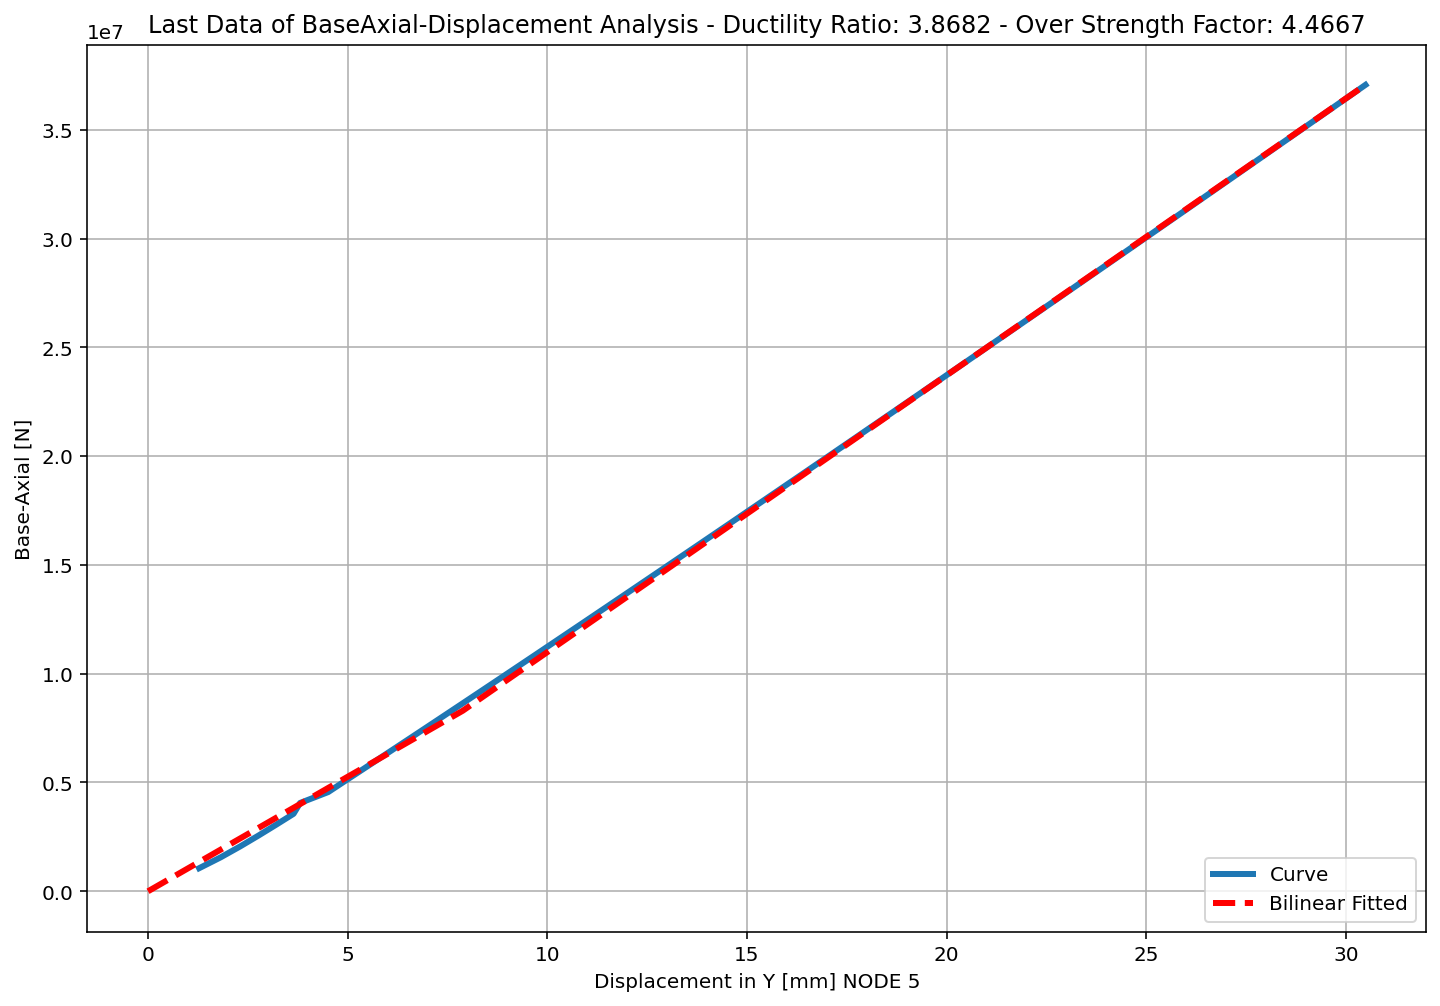 Last Data of BaseAxial-Displacement Analysis - Ductility Ratio: 3.8682 - Over Strength Factor: 4.4667
1e7
3.5
3.0
2.5
2.0
1.5
1.0
0.5
0.0
Base-Axial [N]
0 5 10 15 20 25 30
Displacement in Y [mm] NODE 5
Curve
Bilinear Fitted